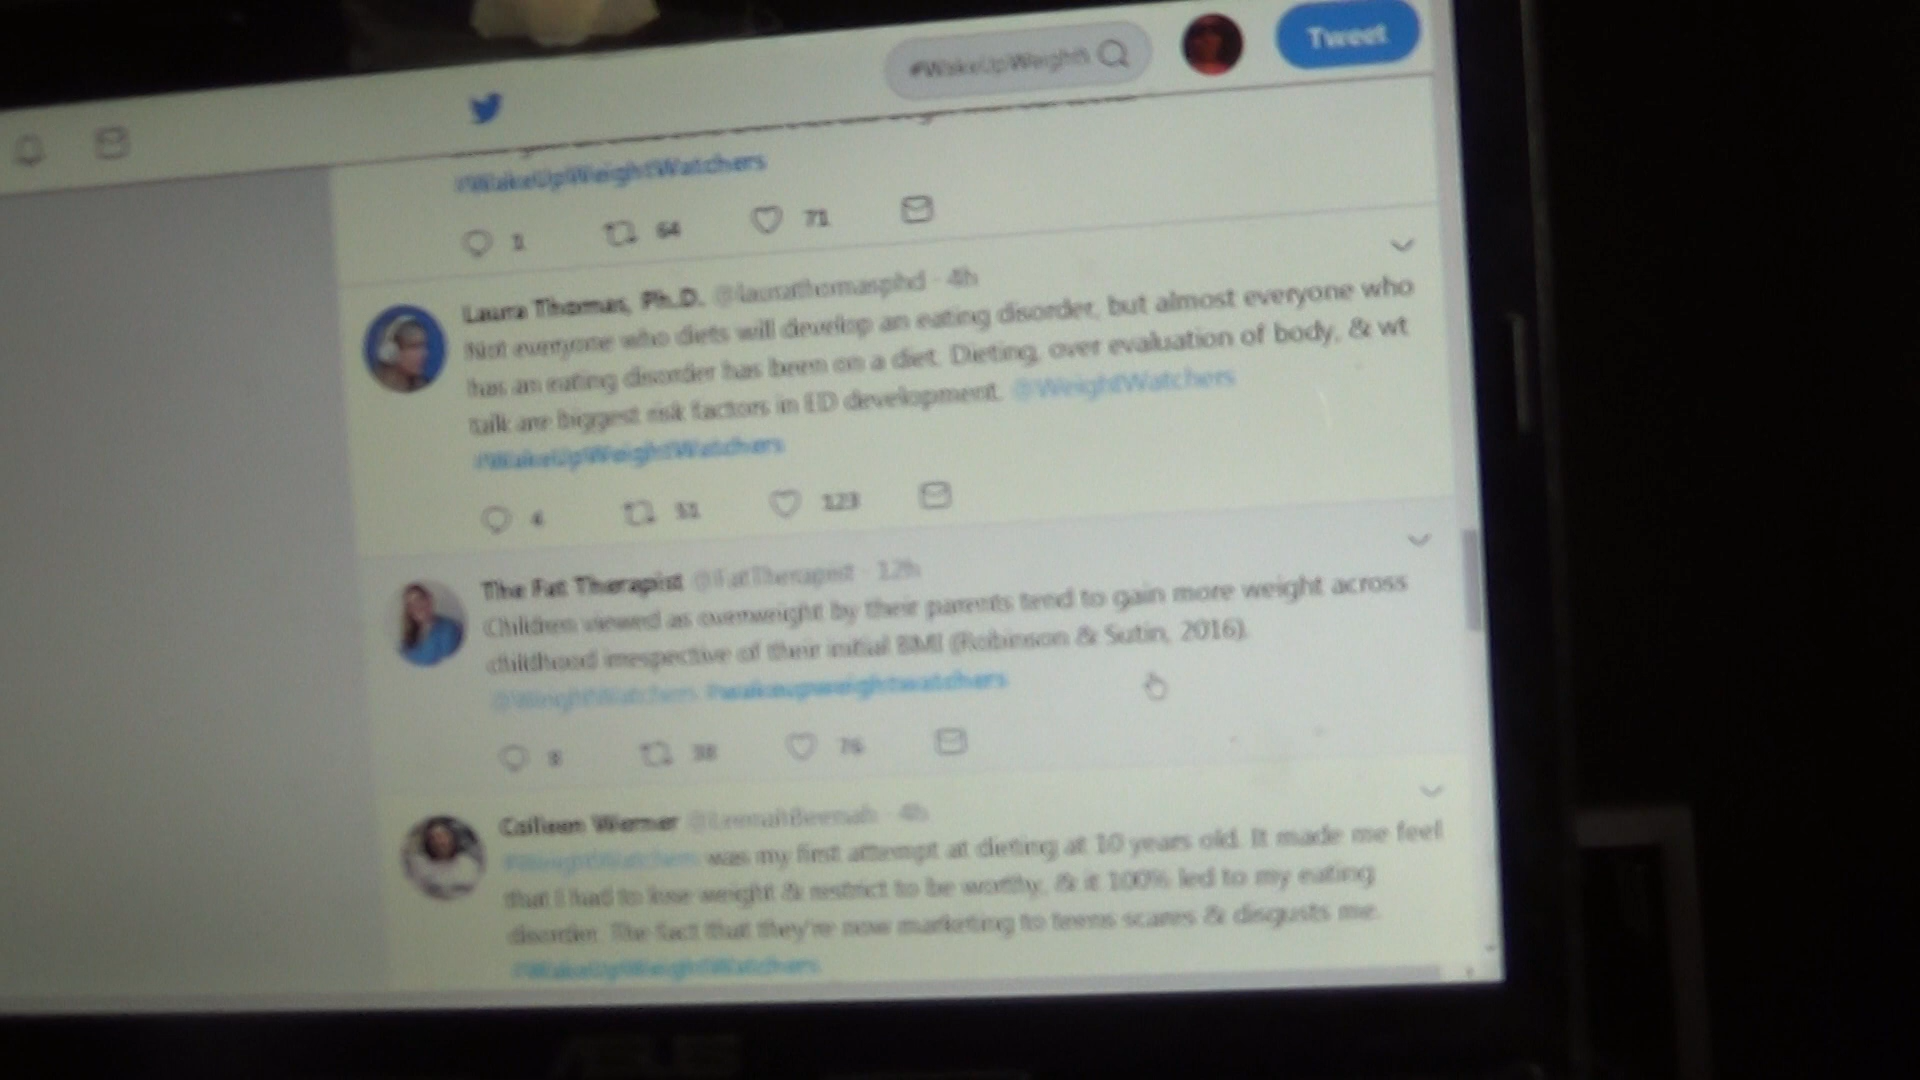 #WakeUpWeight
Tweet
#WakeUpWeightWatchers
1 64 71
Laura Thomas, Ph.D. @laurathomasphd · 4h
Not everyone who diets will develop an eating disorder, but almost everyone who
has an eating disorder has been on a diet. Dieting, over evaluation of body, & wt
talk are biggest risk factors in ED development. @WeightWatchers
#WakeUpWeightWatchers
51 123
The Fat Therapist @FatTherapist · 12h
Children viewed as overweight by their parents tend to gain more weight across
childhood irrespective of their initial BMI (Robinson & Sutin, 2016).
@WeightWatchers #wakeupweightwatchers
38 76
Colleen Werner · 4h
was my first attempt at dieting at 10 years old. It made me feel
that I had to lose weight & restrict to be worthy, & it 100% led to my eating
disorder. The fact that they're now marketing to teens scares & disgusts me.
#WakeUpWeightWatchers
ASUS